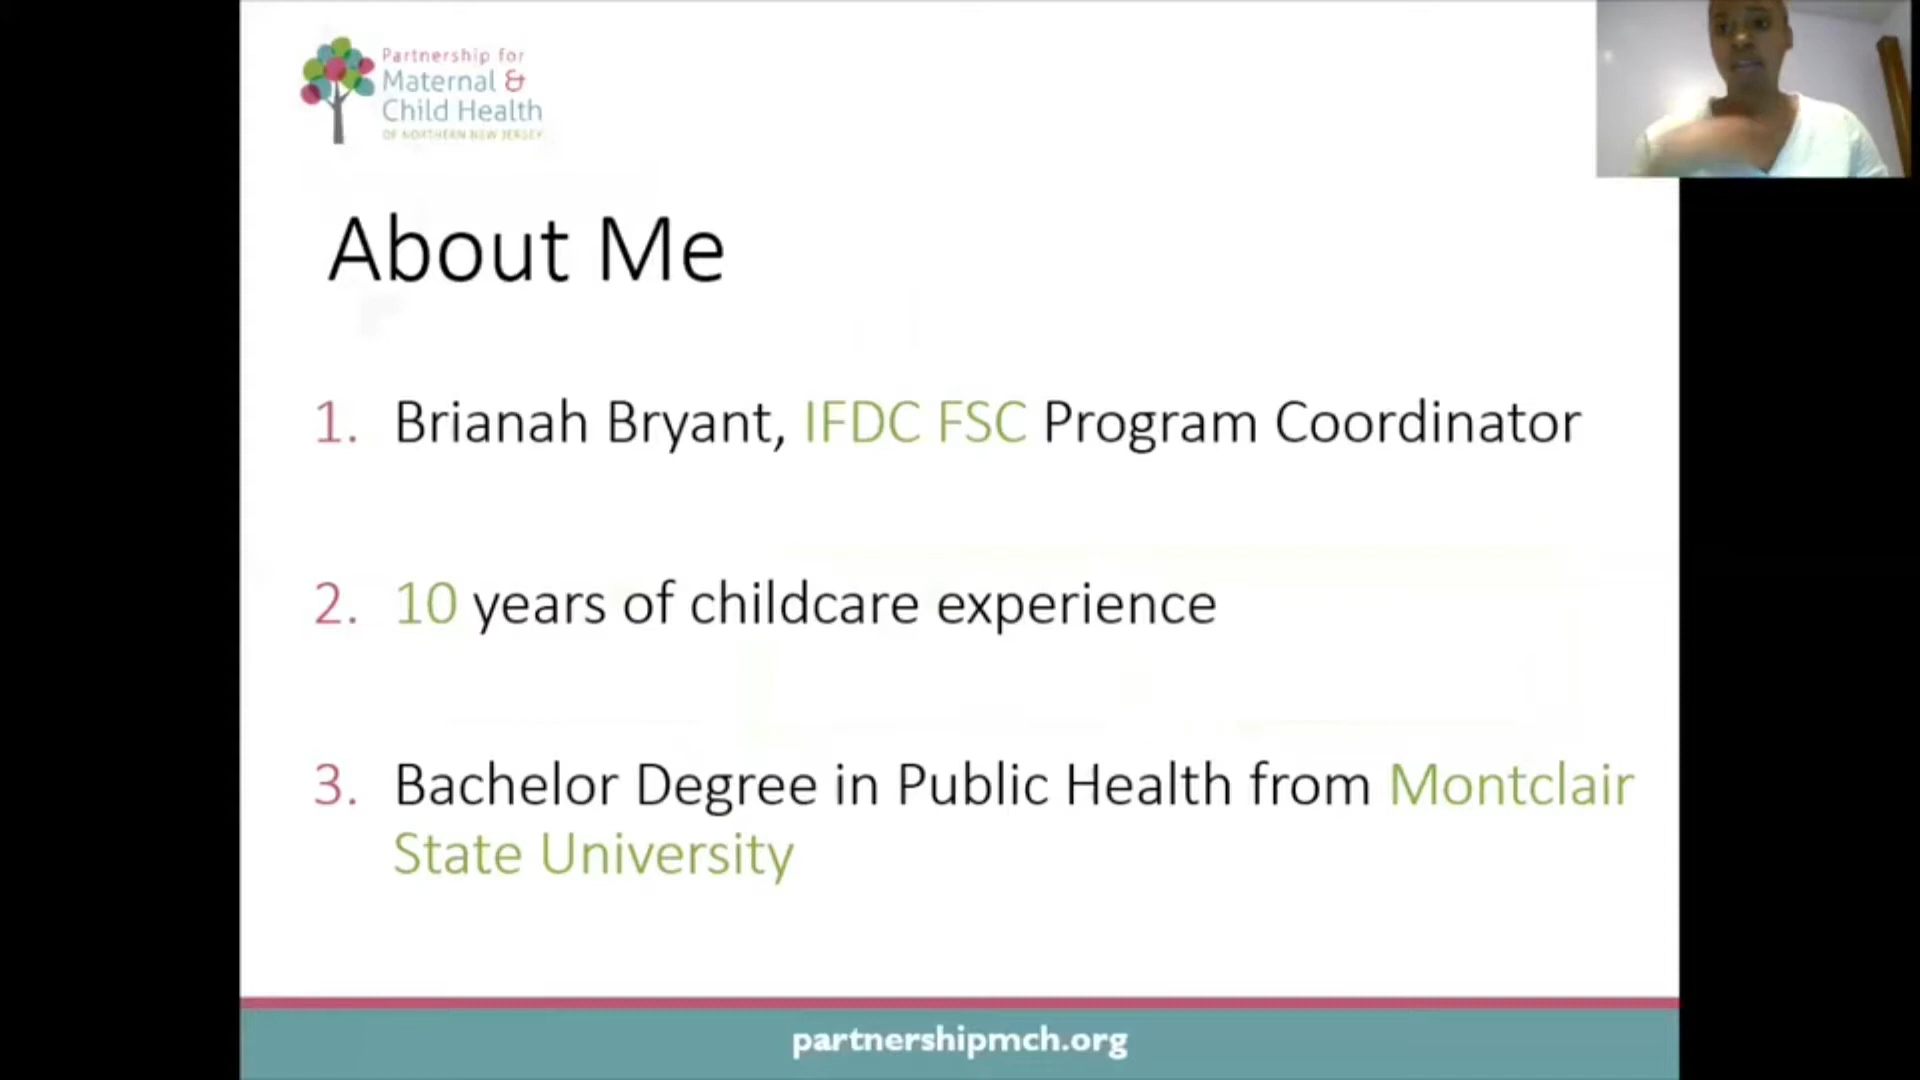 Partnership for
Maternal &
Child Health
OF NORTHERN NEW JERSEY
About Me
1. Brianah Bryant, IFDC FSC Program Coordinator
2. 10 years of childcare experience
3. Bachelor Degree in Public Health from Montclair
State University
partnershipmch.org